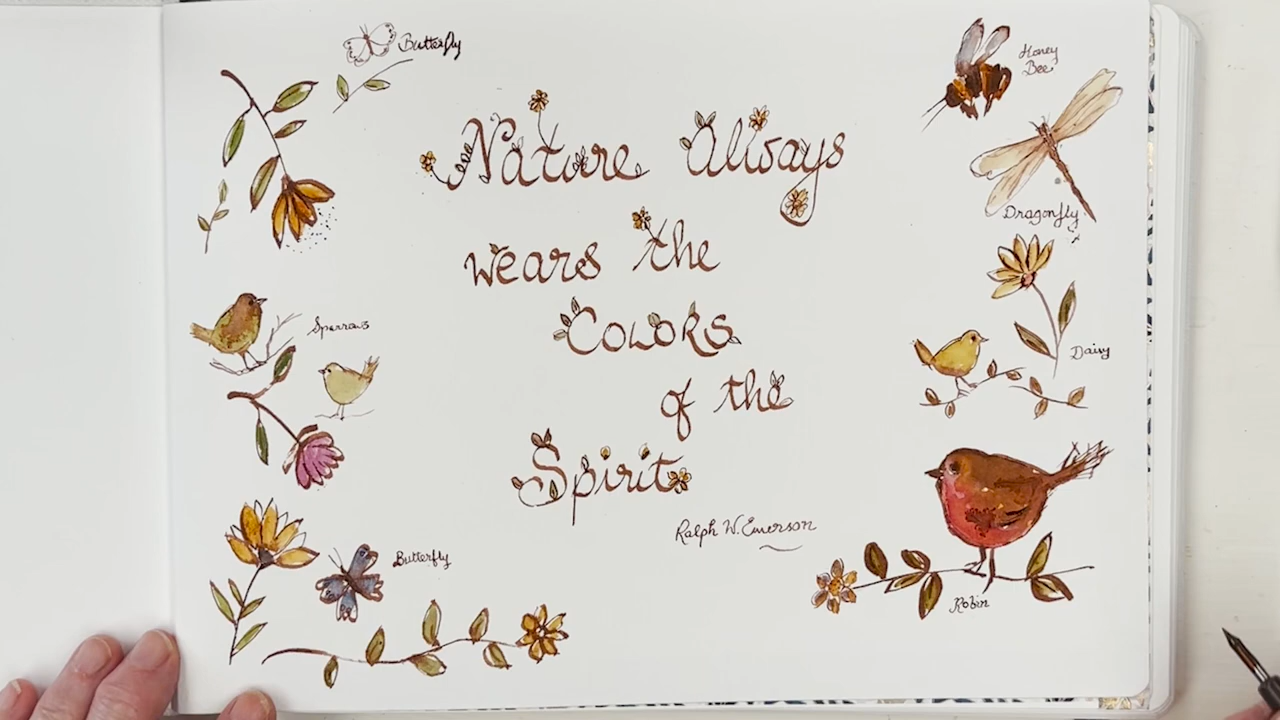 Butterfly
Honey
Bee
Nature Always
Dragonfly
wears the
Colors
Sparrows
Daisy
of the
Spirit
Ralph W. Emerson
Butterfly
Robin